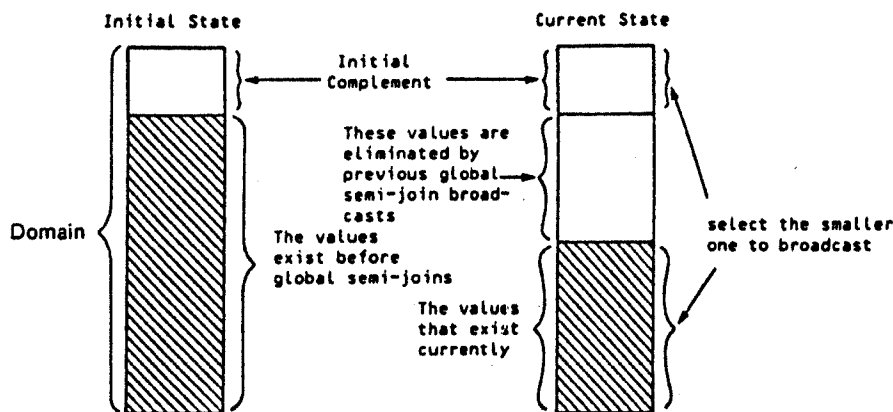 Initial State
Current State
Initial
Complement
These values are
eliminated by
previous global
semi-join broad-
casts
Domain
The values
exist before
global semi-joins
select the smaller
one to broadcast
The values
that exist
currently